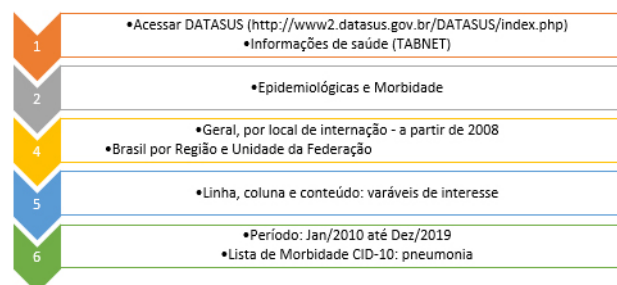 1
•Acessar DATASUS (http://www2.datasus.gov.br/DATASUS/index.php)
•Informações de saúde (TABNET)
2
•Epidemiológicas e Morbidade
4
•Geral, por local de internação - a partir de 2008
•Brasil por Região e Unidade da Federação
5
•Linha, coluna e conteúdo: varáveis de interesse
6
•Período: Jan/2010 até Dez/2019
•Lista de Morbidade CID-10: pneumonia